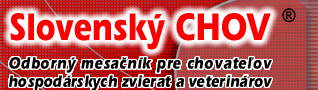 Slovenský CHOV ®
Odborný mesačník pre chovateľov
hospodárskych zvierat a veterinárov